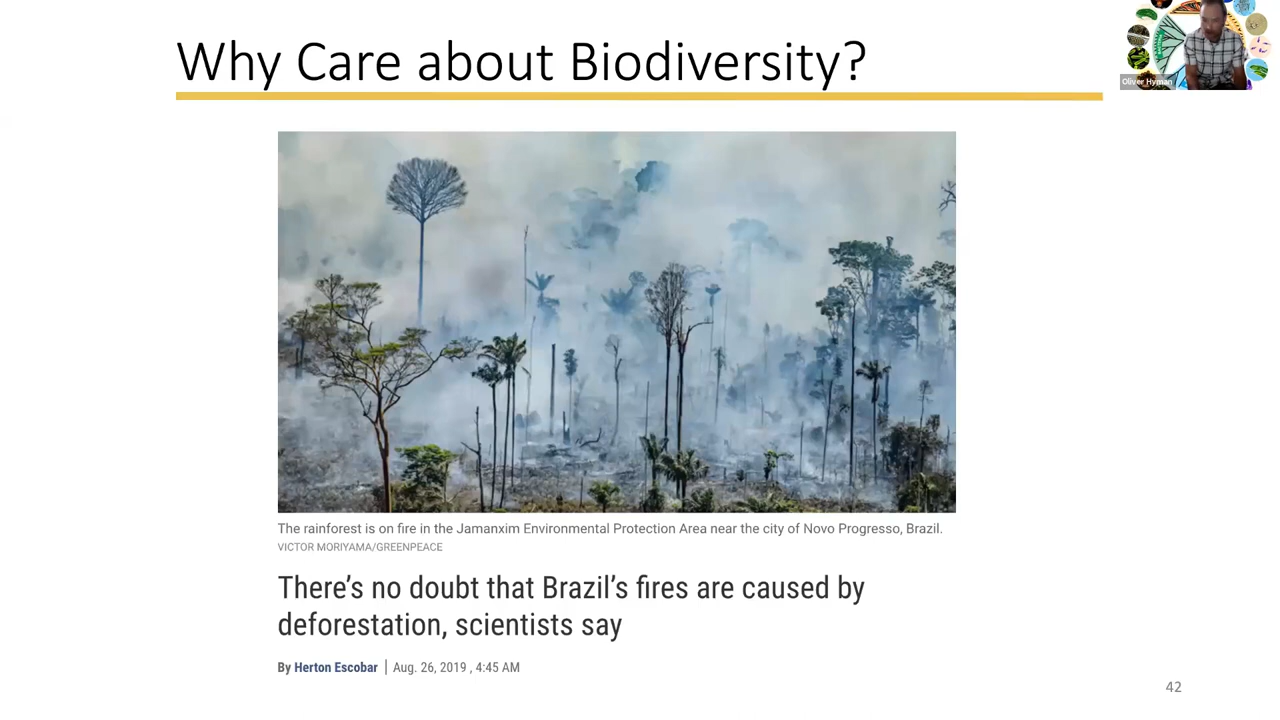 Why Care about Biodiversity?
Oliver Hyman
The rainforest is on fire in the Jamanxim Environmental Protection Area near the city of Novo Progresso, Brazil.
VICTOR MORIYAMA/GREENPEACE
There’s no doubt that Brazil’s fires are caused by
deforestation, scientists say
By Herton Escobar | Aug. 26, 2019 , 4:45 AM
42